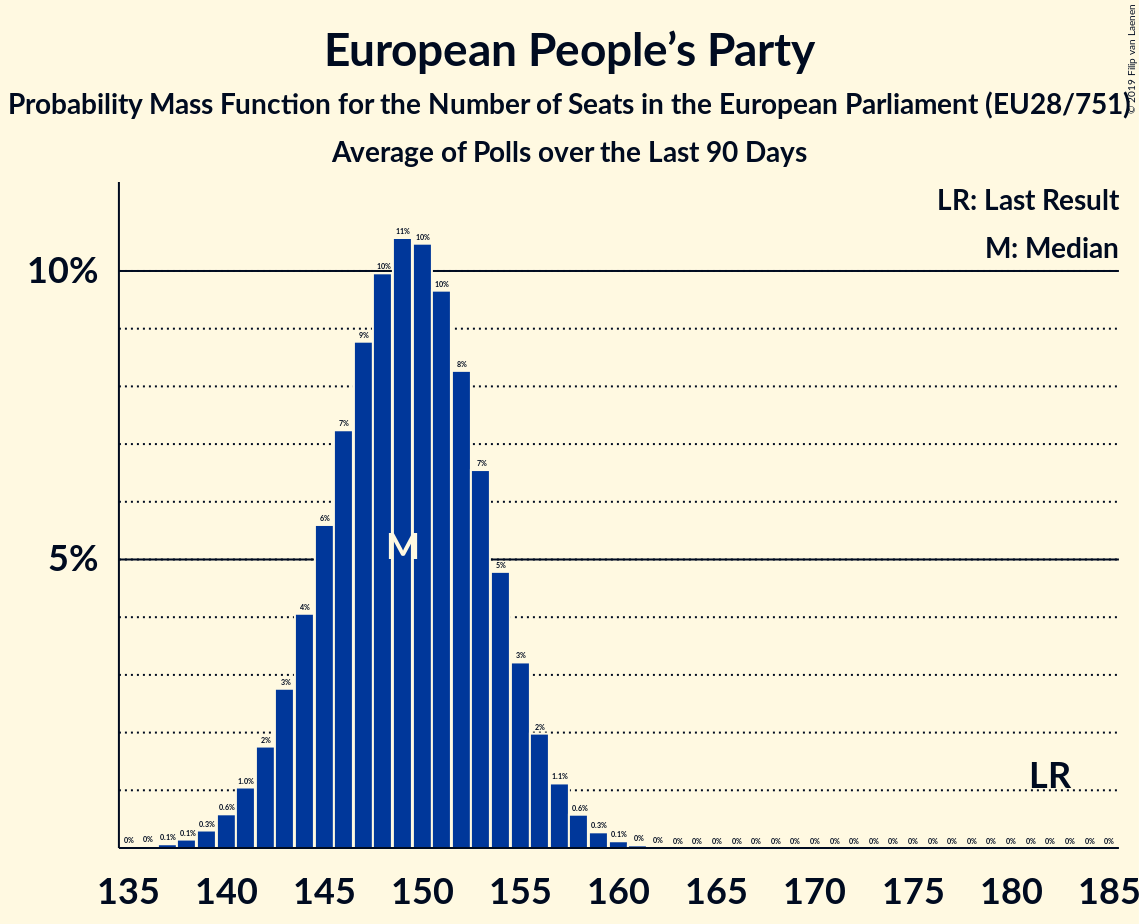 European People’s Party
Probability Mass Function for the Number of Seats in the European Parliament (EU28/751)
Average of Polls over the Last 90 Days
© 2019 Filip van Laenen
LR: Last Result
M: Median
10%
5%
0% 0% 0.1% 0.1% 0.3% 0.6% 1.0% 2% 3% 4% 6% 7% 9% 10% 11% 10% 10% 8% 7% 5% 3% 2% 1.1% 0.6% 0.3% 0.1% 0% 0% 0% 0% 0% 0% 0% 0% 0% 0% 0% 0% 0% 0% 0% 0% 0% 0% 0% 0% 0% 0% 0% 0% 0%
M
LR
135 140 145 150 155 160 165 170 175 180 185